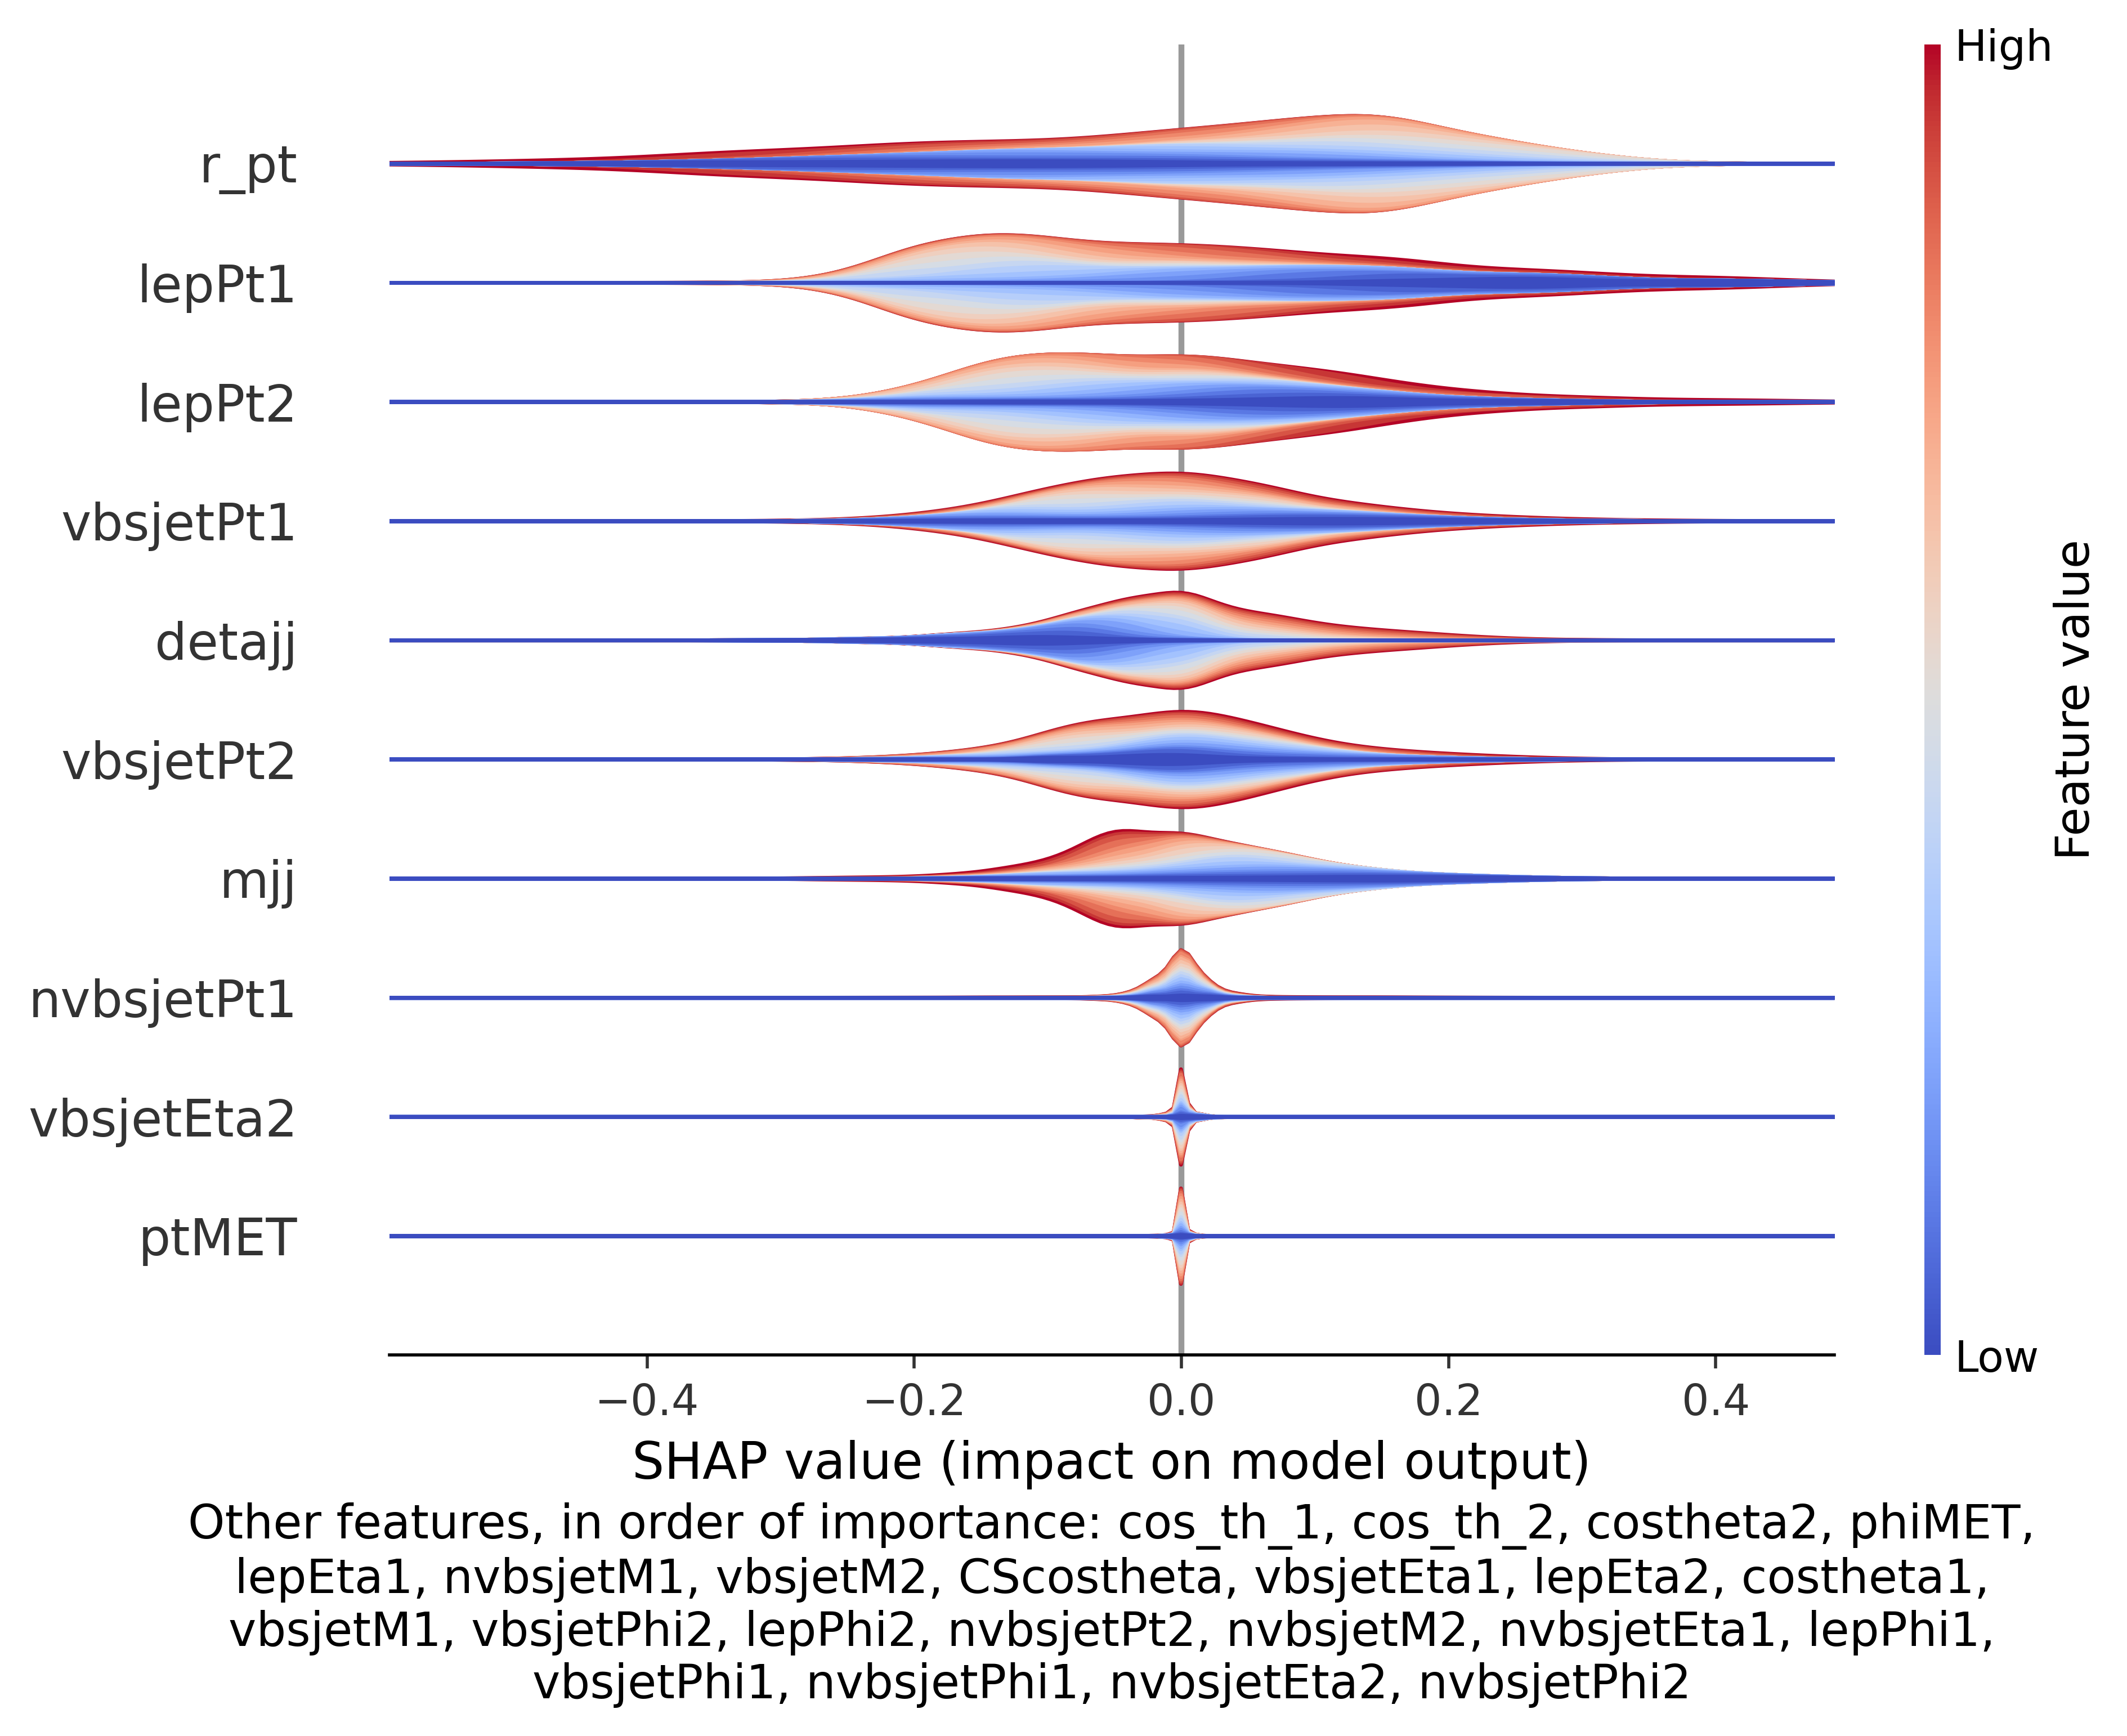 High
r_pt
lepPt1
lepPt2
vbsjetPt1
detajj
vbsjetPt2
mjj
nvbsjetPt1
vbsjetEta2
ptMET
Feature value
Low
−0.4 −0.2 0.0 0.2 0.4
SHAP value (impact on model output)
Other features, in order of importance: cos_th_1, cos_th_2, costheta2, phiMET,
lepEta1, nvbsjetM1, vbsjetM2, CScostheta, vbsjetEta1, lepEta2, costheta1,
vbsjetM1, vbsjetPhi2, lepPhi2, nvbsjetPt2, nvbsjetM2, nvbsjetEta1, lepPhi1,
vbsjetPhi1, nvbsjetPhi1, nvbsjetEta2, nvbsjetPhi2